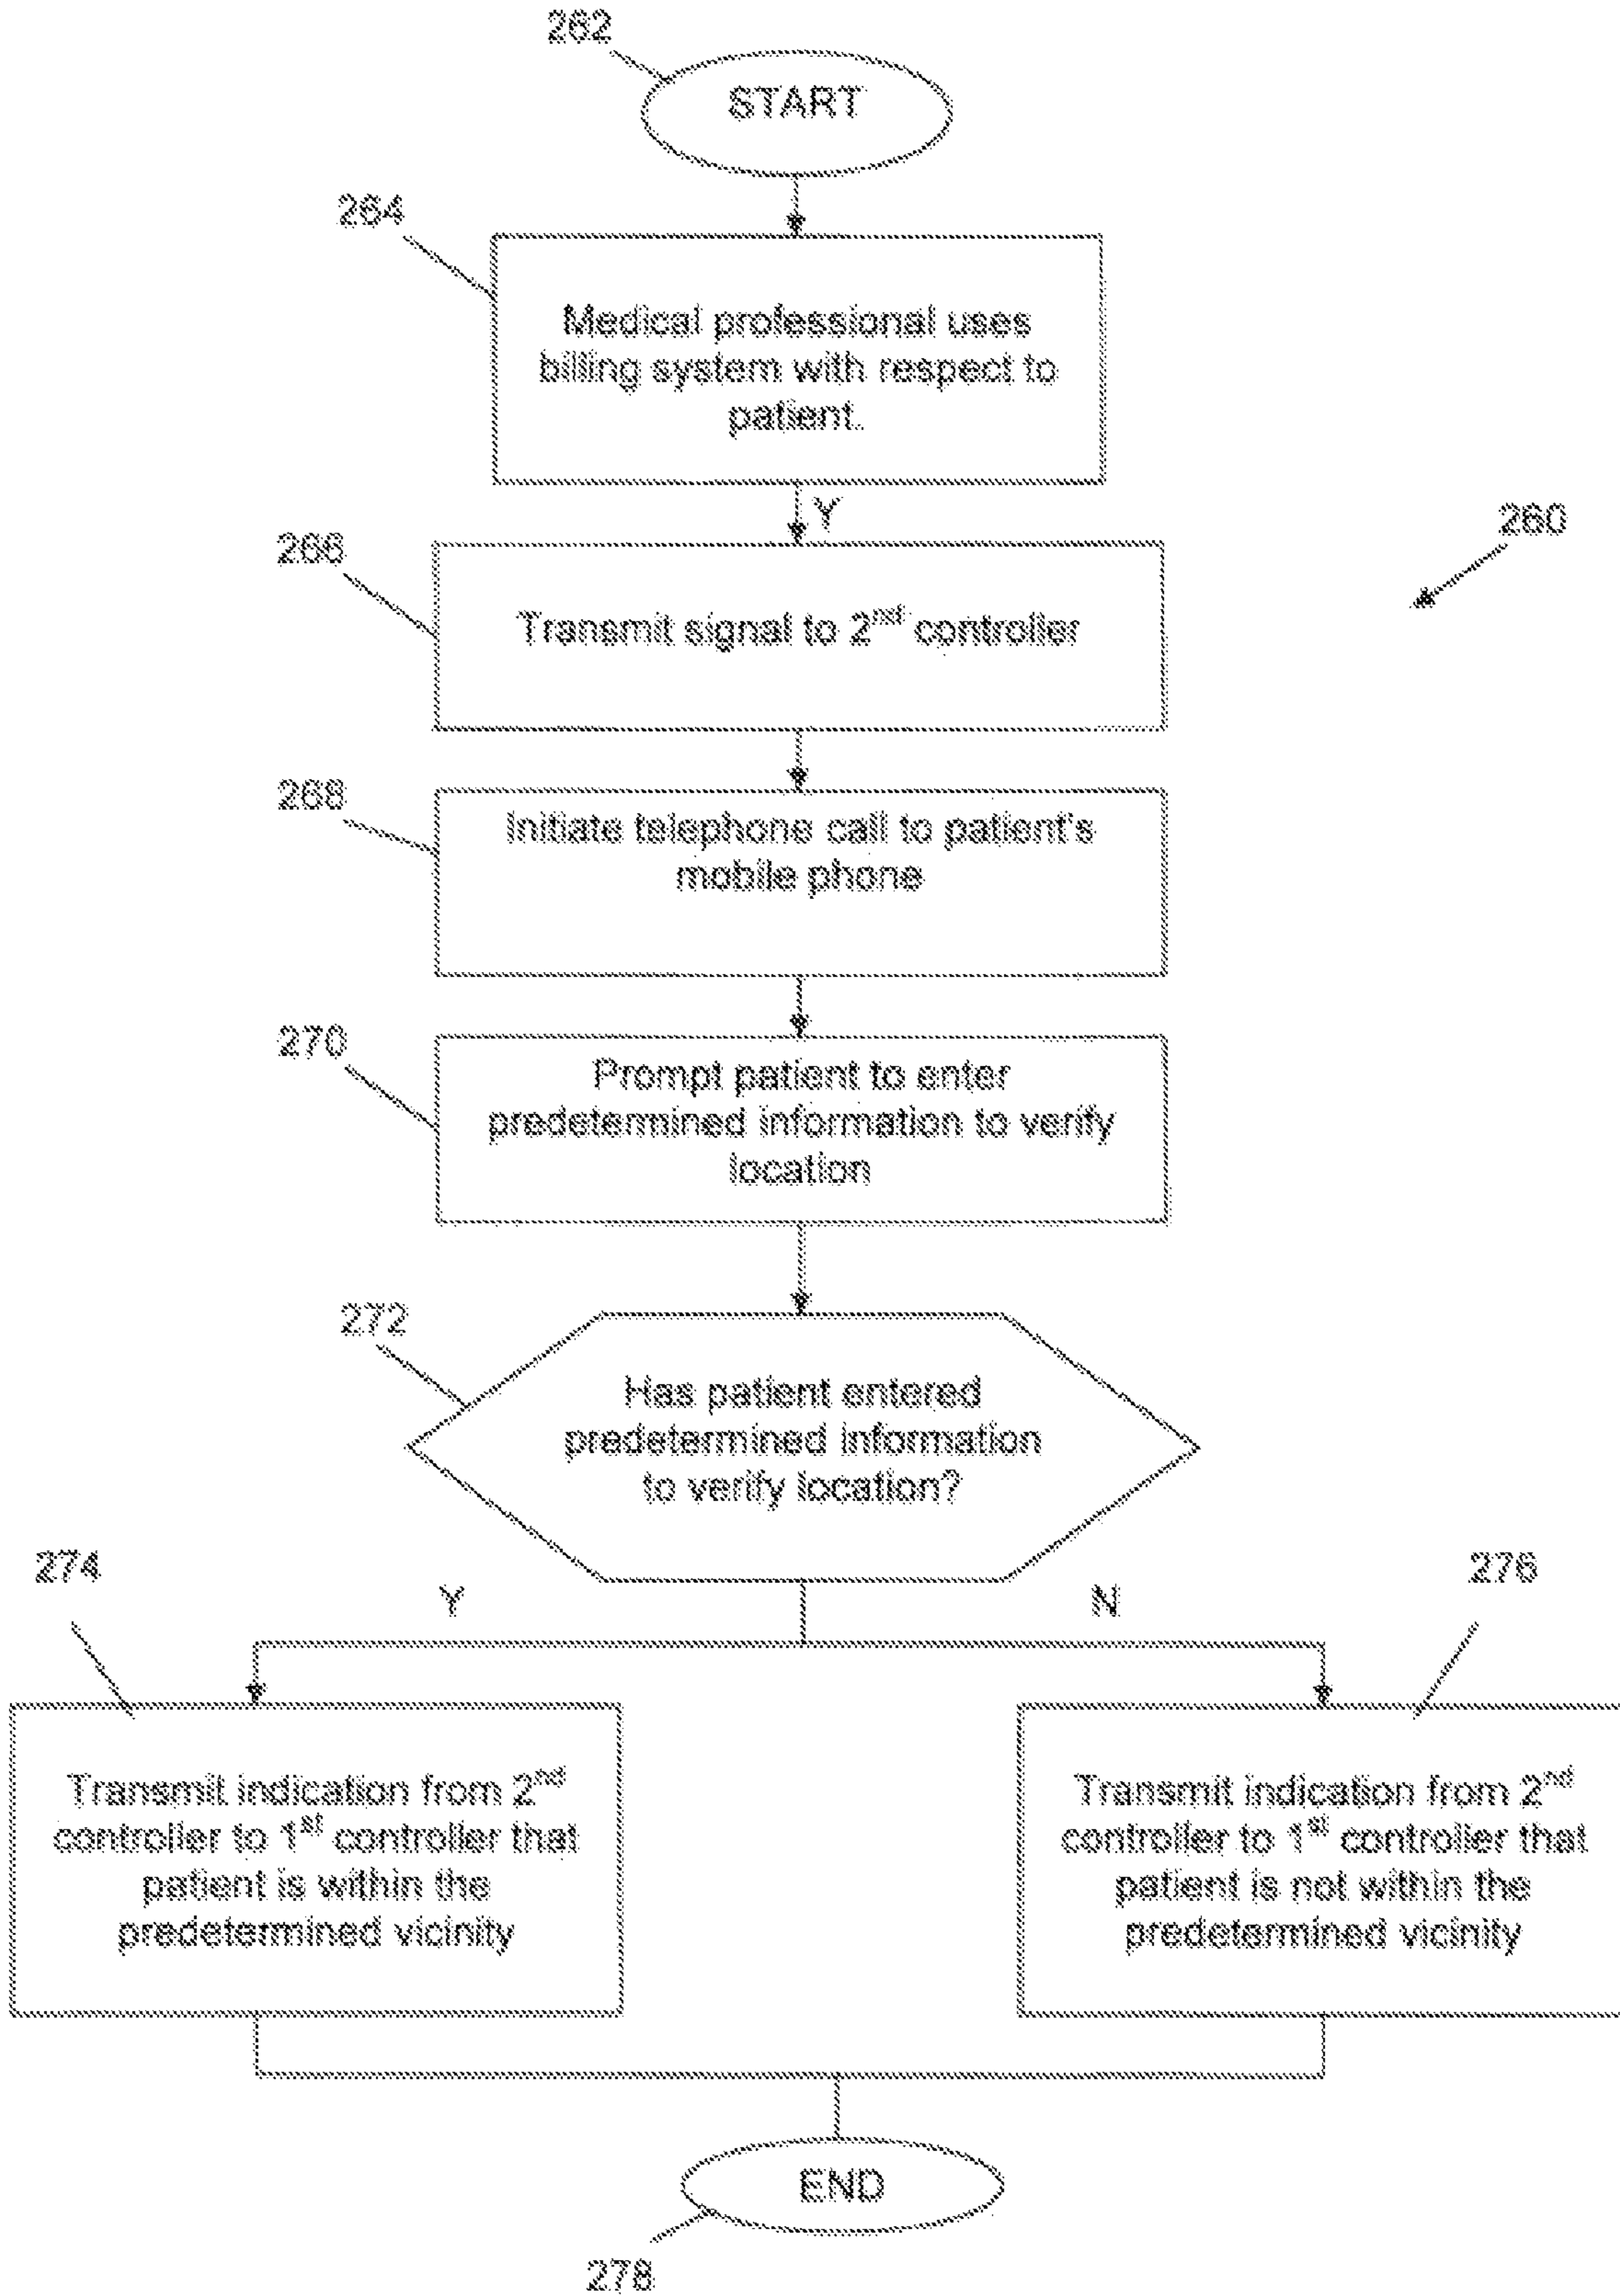 262
START
264
Medical professional uses
billing system with respect to
patient.
Y
260
266
Transmit signal to 2nd controller
268
Initiate telephone call to patient's
mobile phone
270
Prompt patient to enter
predetermined information to verify
location
272
Has patient entered
predetermined information
to verify location?
274
Y
N
276
Transmit indication from 2nd
controller to 1st controller that
patient is within the
predetermined vicinity
Transmit indication from 2nd
controller to 1st controller that
patient is not within the
predetermined vicinity
END
278